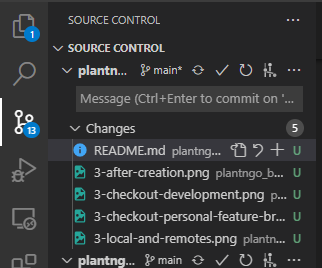 SOURCE CONTROL
1
SOURCE CONTROL
plantn... main*
Message (Ctrl+Enter to commit on '...
13
Changes 5
README.md plantng... U
3-after-creation.png plantngo_b... U
3-checkout-development.png plan... U
3-checkout-personal-feature-br... U
3-local-and-remotes.png plantn... U
plantng... main*